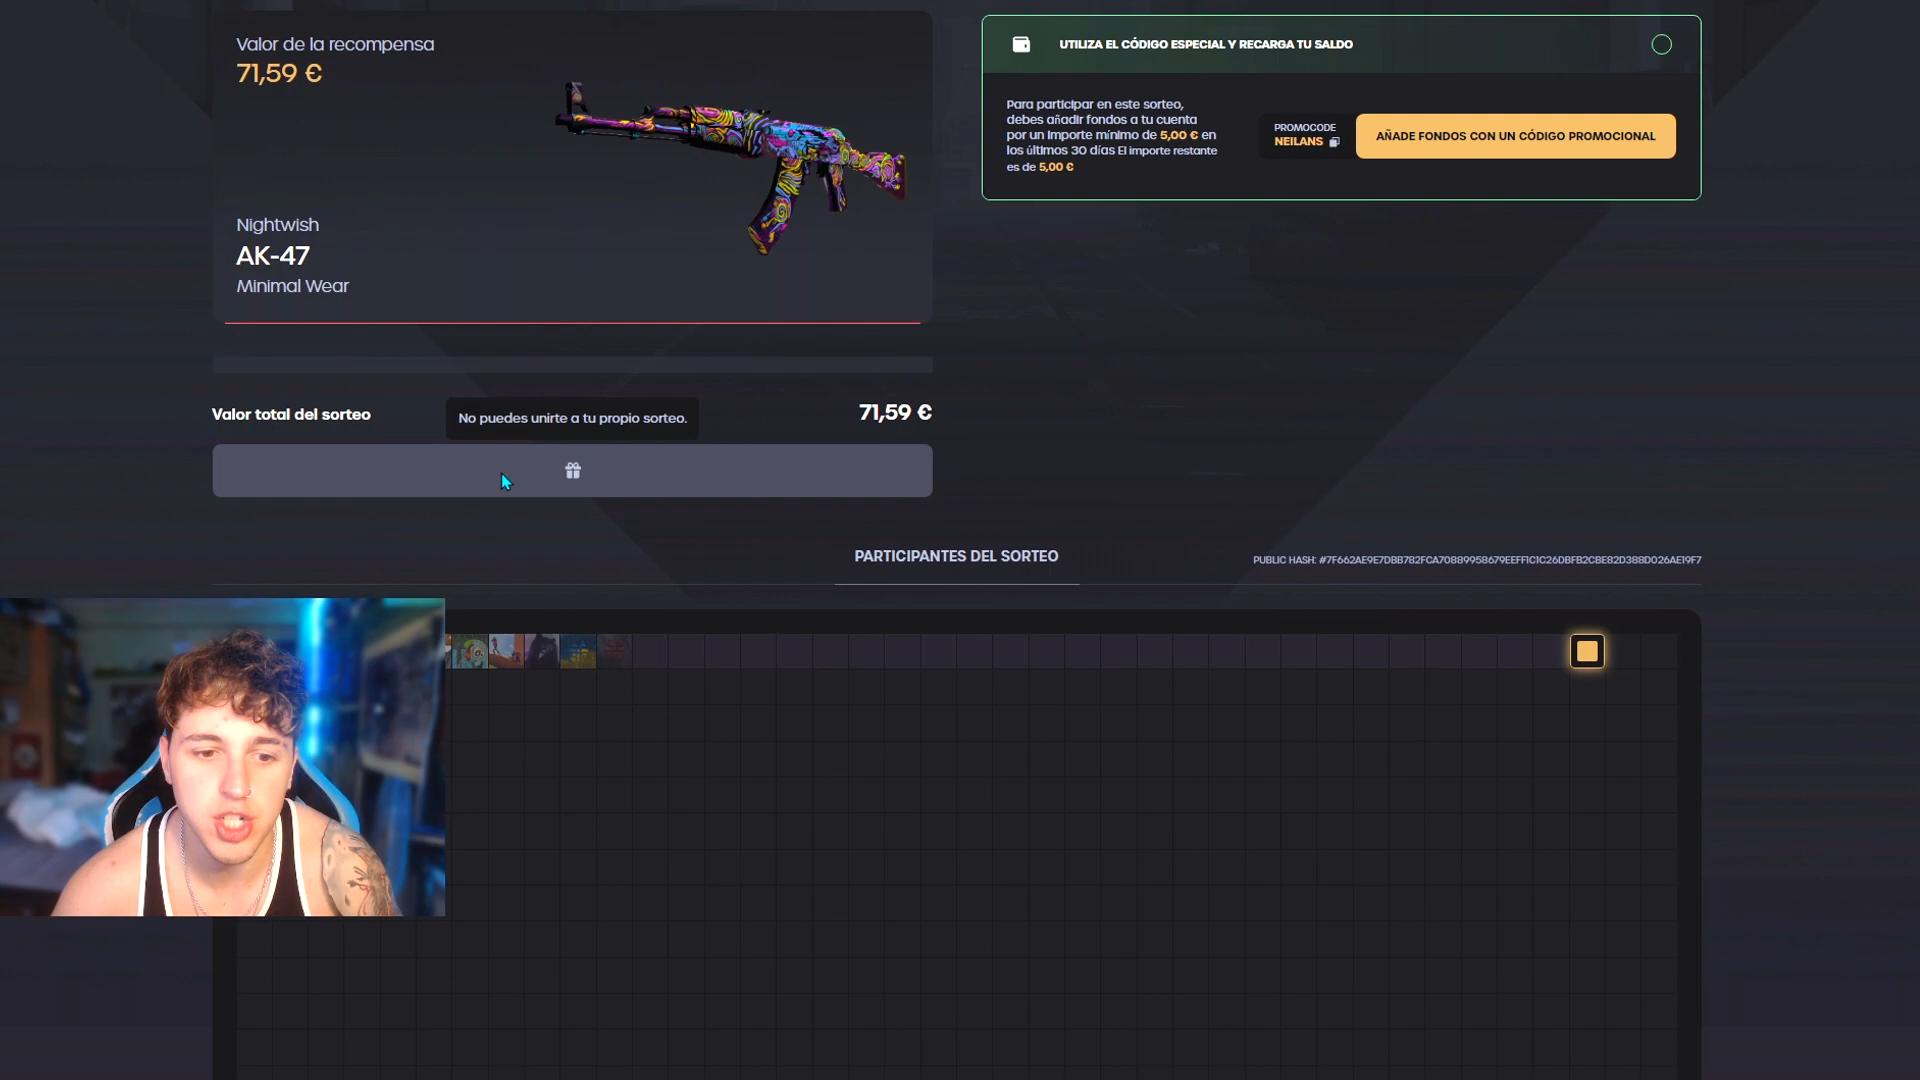 Valor de la recompensa
71,59 €
Nightwish
AK-47
Minimal Wear
UTILIZA EL CÓDIGO ESPECIAL Y RECARGA TU SALDO
Para participar en este sorteo,
debes añadir fondos a tu cuenta
por un importe mínimo de 5,00 € en
los últimos 30 días El importe restante
es de 5,00 €
PROMOCODE
NEILANS
AÑADE FONDOS CON UN CÓDIGO PROMOCIONAL
Valor total del sorteo
No puedes unirte a tu propio sorteo.
71,59 €
PARTICIPANTES DEL SORTEO
PUBLIC HASH: #7F662AE9E7DBB782FCA70889958679EEFF1C1C26DBFB2CBE82D388D026AE19F7